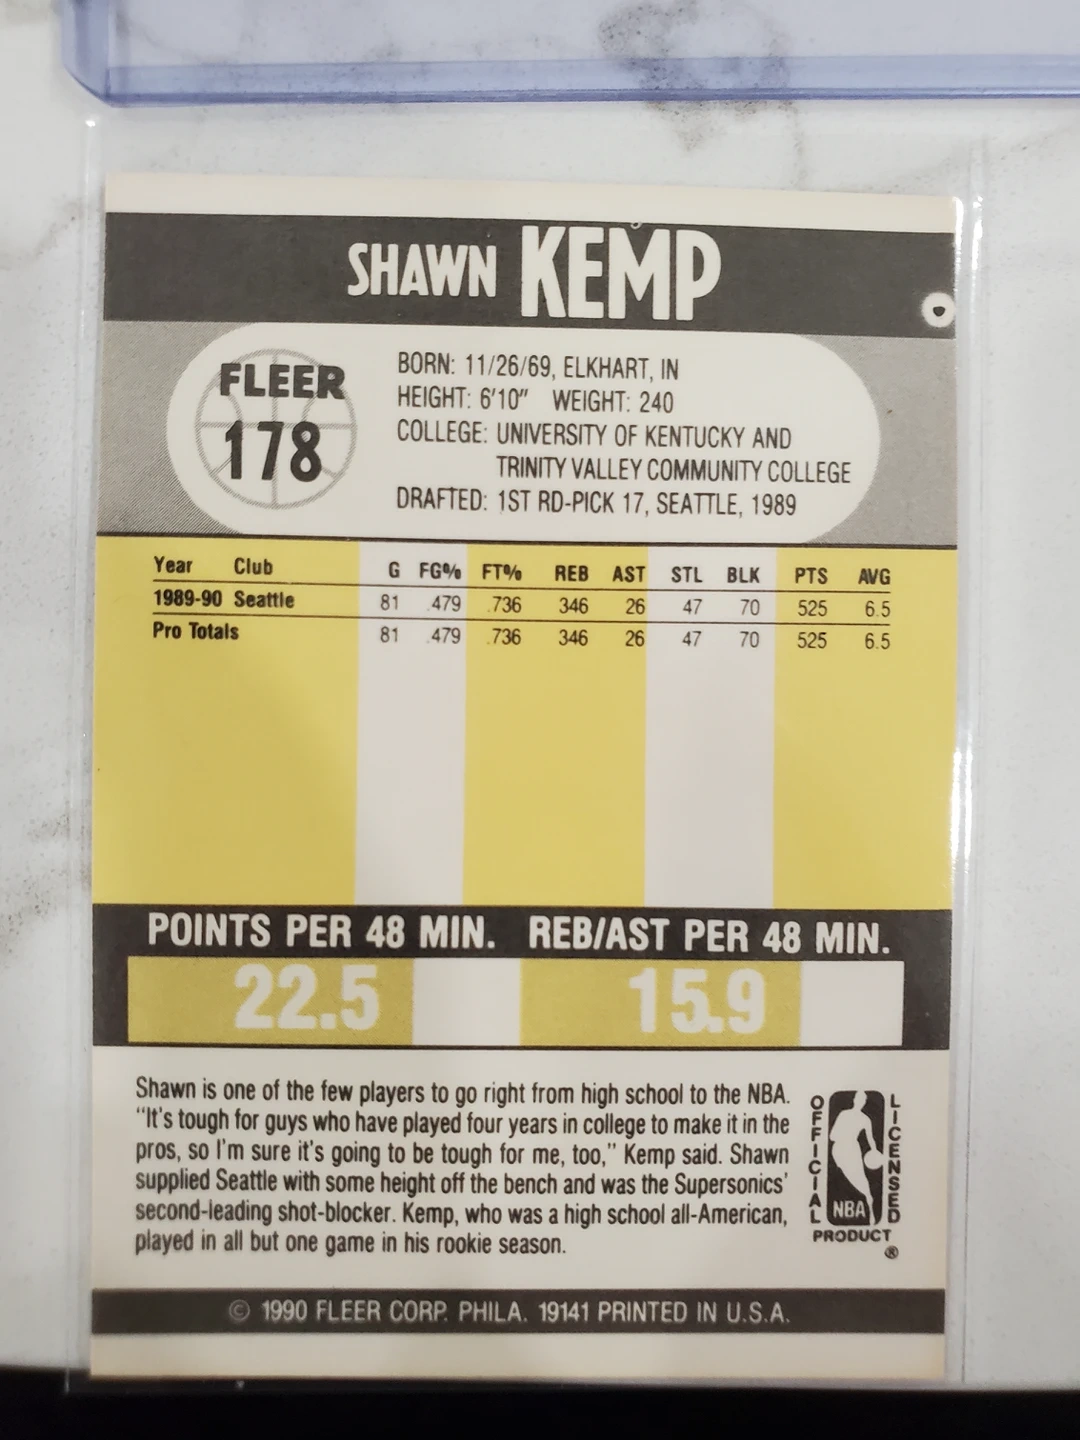 SHAWN KEMP
FLEER
178
BORN: 11/26/69, ELKHART, IN
HEIGHT: 6'10" WEIGHT: 240
COLLEGE: UNIVERSITY OF KENTUCKY AND
TRINITY VALLEY COMMUNITY COLLEGE
DRAFTED: 1ST RD-PICK 17, SEATTLE, 1989
Year Club G FG% FT% REB AST STL BLK PTS AVG
1989-90 Seattle 81 .479 .736 346 26 47 70 525 6.5
Pro Totals 81 .479 .736 346 26 47 70 525 6.5
POINTS PER 48 MIN. REB/AST PER 48 MIN.
22.5 15.9
Shawn is one of the few players to go right from high school to the NBA.
"It's tough for guys who have played four years in college to make it in the
pros, so I'm sure it's going to be tough for me, too," Kemp said. Shawn
supplied Seattle with some height off the bench and was the Supersonics'
second-leading shot-blocker. Kemp, who was a high school all-American,
played in all but one game in his rookie season.
OFFICIAL
LICENSED
NBA
PRODUCT
®
© 1990 FLEER CORP. PHILA. 19141 PRINTED IN U.S.A.